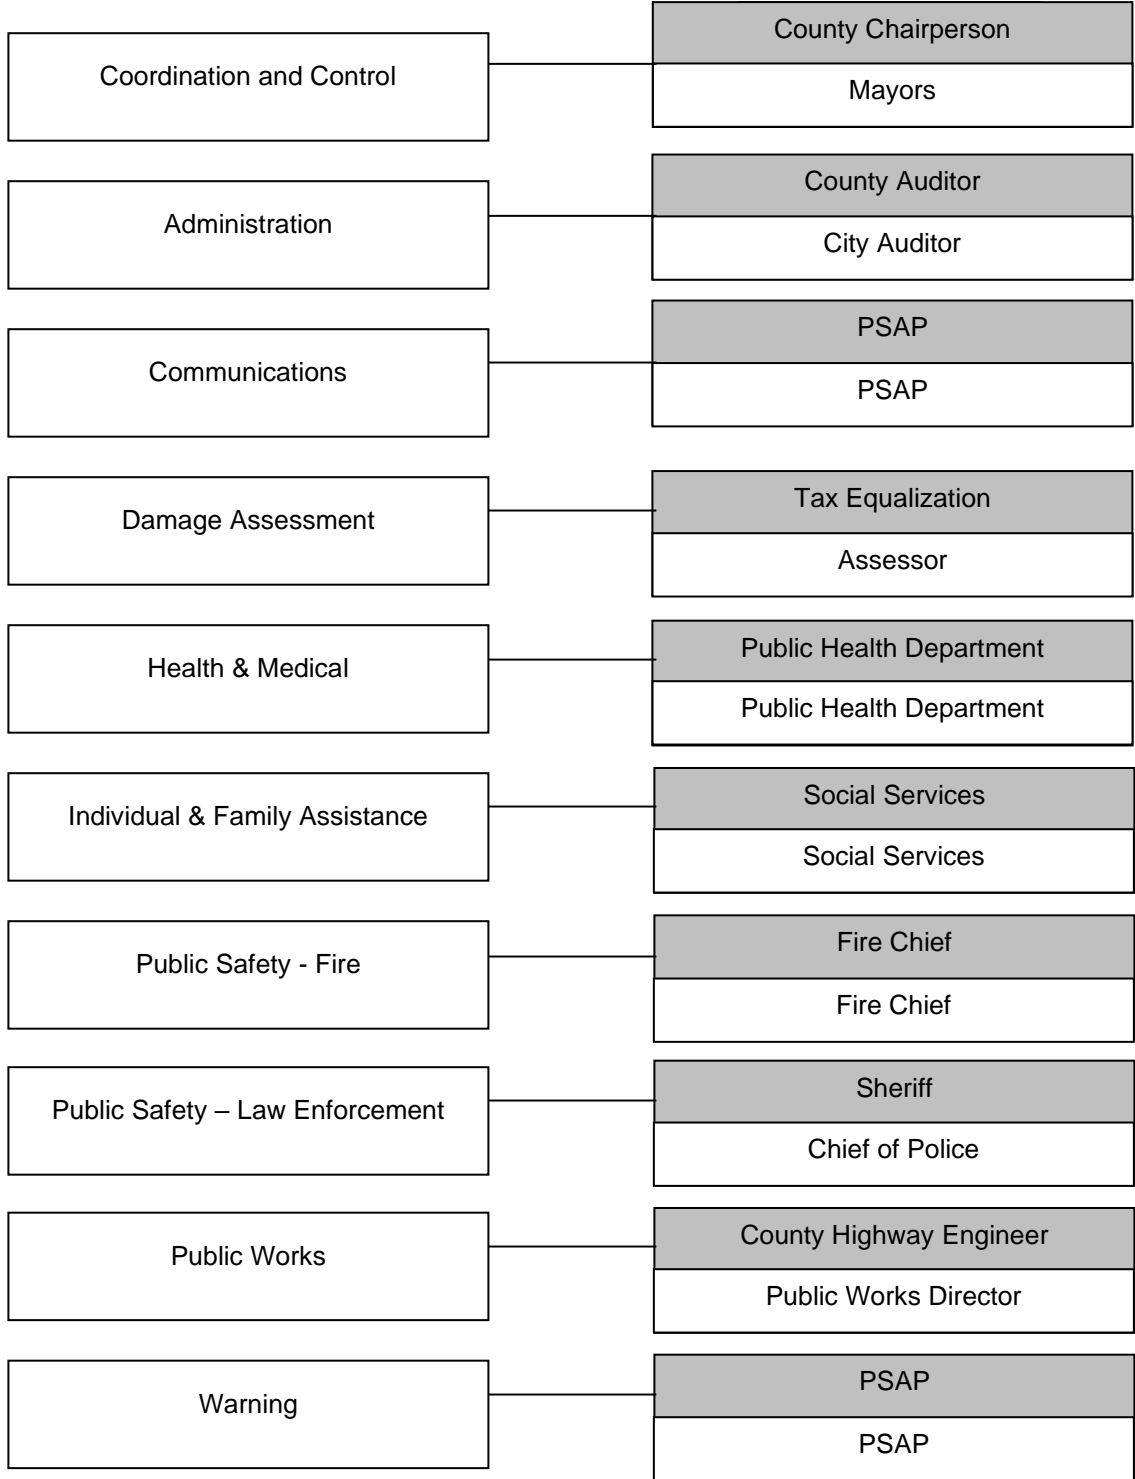 Coordination and Control
County Chairperson
Mayors
Administration
County Auditor
City Auditor
Communications
PSAP
PSAP
Damage Assessment
Tax Equalization
Assessor
Health & Medical
Public Health Department
Public Health Department
Individual & Family Assistance
Social Services
Social Services
Public Safety - Fire
Fire Chief
Fire Chief
Public Safety – Law Enforcement
Sheriff
Chief of Police
Public Works
County Highway Engineer
Public Works Director
Warning
PSAP
PSAP